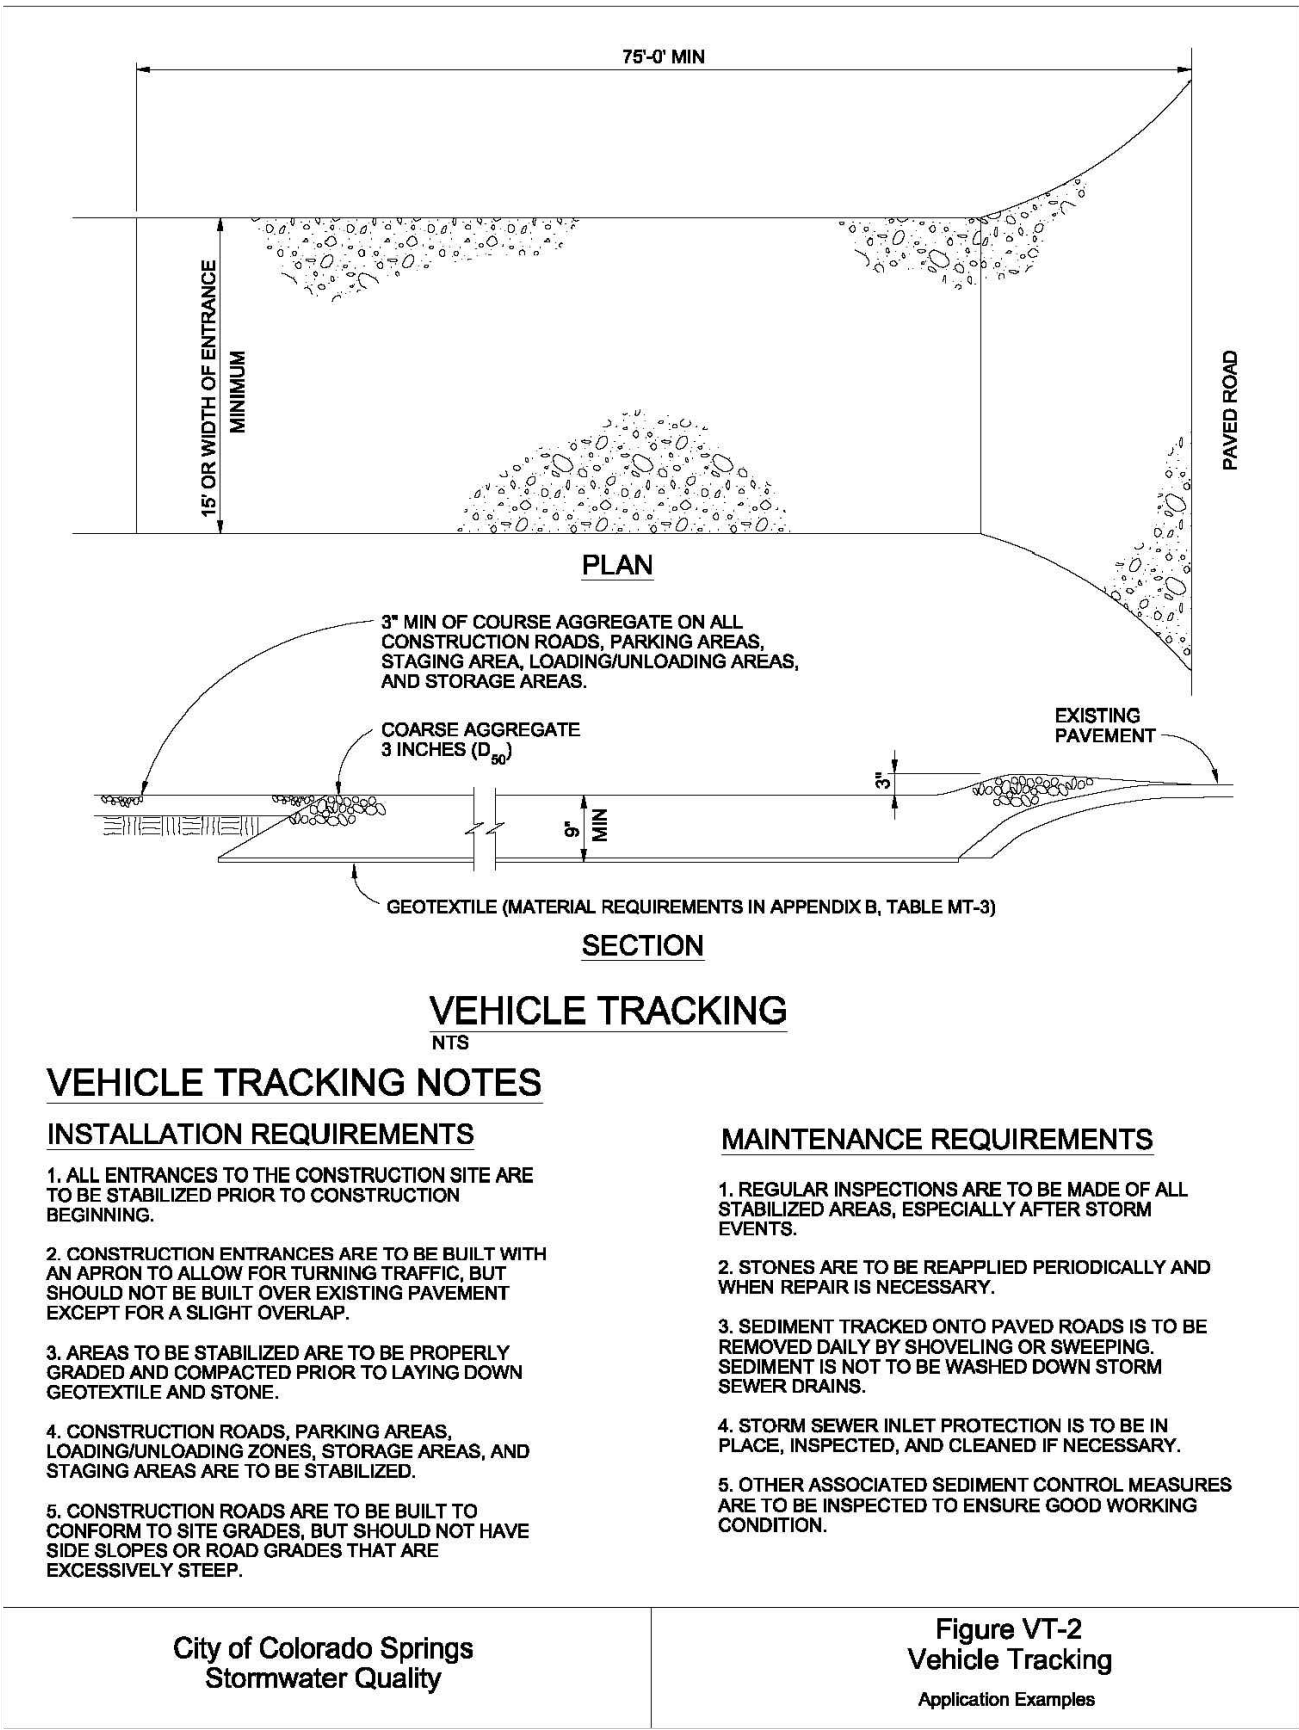 75'-0' MIN
15' OR WIDTH OF ENTRANCE
MINIMUM
PAVED ROAD
PLAN
3" MIN OF COURSE AGGREGATE ON ALL
CONSTRUCTION ROADS, PARKING AREAS,
STAGING AREA, LOADING/UNLOADING AREAS,
AND STORAGE AREAS.
COARSE AGGREGATE
3 INCHES (D50)
EXISTING
PAVEMENT
3"
9"
MIN
GEOTEXTILE (MATERIAL REQUIREMENTS IN APPENDIX B, TABLE MT-3)
SECTION
VEHICLE TRACKING
NTS
VEHICLE TRACKING NOTES
INSTALLATION REQUIREMENTS
1. ALL ENTRANCES TO THE CONSTRUCTION SITE ARE
TO BE STABILIZED PRIOR TO CONSTRUCTION
BEGINNING.
2. CONSTRUCTION ENTRANCES ARE TO BE BUILT WITH
AN APRON TO ALLOW FOR TURNING TRAFFIC, BUT
SHOULD NOT BE BUILT OVER EXISTING PAVEMENT
EXCEPT FOR A SLIGHT OVERLAP.
3. AREAS TO BE STABILIZED ARE TO BE PROPERLY
GRADED AND COMPACTED PRIOR TO LAYING DOWN
GEOTEXTILE AND STONE.
4. CONSTRUCTION ROADS, PARKING AREAS,
LOADING/UNLOADING ZONES, STORAGE AREAS, AND
STAGING AREAS ARE TO BE STABILIZED.
5. CONSTRUCTION ROADS ARE TO BE BUILT TO
CONFORM TO SITE GRADES, BUT SHOULD NOT HAVE
SIDE SLOPES OR ROAD GRADES THAT ARE
EXCESSIVELY STEEP.
MAINTENANCE REQUIREMENTS
1. REGULAR INSPECTIONS ARE TO BE MADE OF ALL
STABILIZED AREAS, ESPECIALLY AFTER STORM
EVENTS.
2. STONES ARE TO BE REAPPLIED PERIODICALLY AND
WHEN REPAIR IS NECESSARY.
3. SEDIMENT TRACKED ONTO PAVED ROADS IS TO BE
REMOVED DAILY BY SHOVELING OR SWEEPING.
SEDIMENT IS NOT TO BE WASHED DOWN STORM
SEWER DRAINS.
4. STORM SEWER INLET PROTECTION IS TO BE IN
PLACE, INSPECTED, AND CLEANED IF NECESSARY.
5. OTHER ASSOCIATED SEDIMENT CONTROL MEASURES
ARE TO BE INSPECTED TO ENSURE GOOD WORKING
CONDITION.
City of Colorado Springs
Stormwater Quality
Figure VT-2
Vehicle Tracking
Application Examples